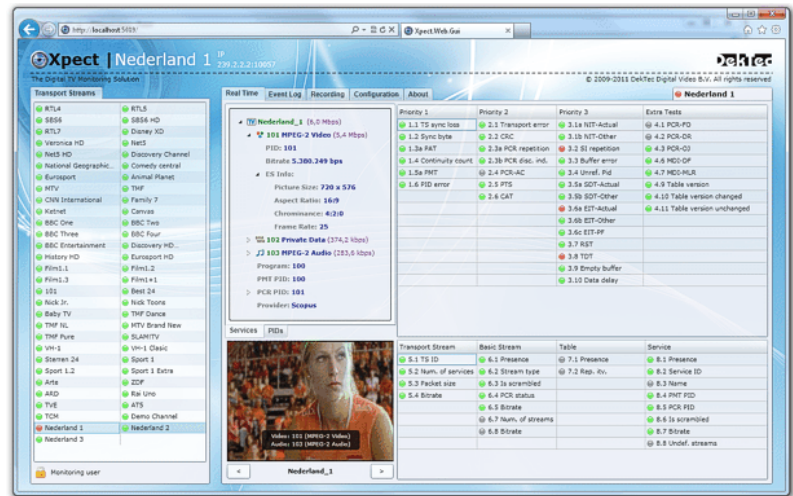 http://localhost:5489/
Xpect.Web.Gui
Xpect | Nederland 1 IP 239.2.2.2:10057
DekTec
The Digital TV Monitoring Solution
© 2009-2011 DekTec Digital Video B.V. All rights reserved
Transport Streams
Real Time Event Log Recording Configuration About
Nederland 1
RTL4 RTL5
SBS6 SBS6 HD
RTL7 Disney XD
Veronica HD Net5
Net5 HD Discovery Channel
National Geographic... Comedy central
Eurosport Animal Planet
MTV TMF
CNN International Family 7
Ketnet Canvas
BBC One BBC Two
BBC Three BBC Four
BBC Entertainment Discovery HD...
History HD Eurosport HD
Film1.1 Film1.2
Film1.3 Film1+1
101 Best 24
Nick Jr. Nick Toons
Baby TV TMF Dance
TMF NL MTV Brand New
TMF Pure SLAM!TV
VH-1 VH-1 Clasic
Sterren 24 Sport 1
Sport 1.2 Sport 1 Extra
Arte ZDF
ARD Rai Uno
TVE AT5
TCM Demo Channel
Nederland 1 Nederland 2
Nederland 3
Monitoring user
Nederland_1 (6,0 Mbps)
101 MPEG-2 Video (5,4 Mbps)
PID: 101
Bitrate 5.380.249 bps
ES Info:
Picture Size: 720 x 576
Aspect Ratio: 16:9
Chrominance: 4:2:0
Frame Rate: 25
102 Private Data (374,2 kbps)
103 MPEG-2 Audio (283,6 kbps)
Program: 100
PMT PID: 100
PCR PID: 101
Provider: Scopus
Services PIDs
Video: 101 (MPEG-2 Video)
Audio: 103 (MPEG-2 Audio)
< Nederland_1 >
Priority 1 Priority 2 Priority 3 Extra Tests
1.1 TS sync loss 2.1 Transport error 3.1a NIT-Actual 4.1 PCR-FO
1.2 Sync byte 2.2 CRC 3.1b NIT-Other 4.2 PCR-DR
1.3a PAT 2.3a PCR repetition 3.2 SI repetition 4.3 PCR-OJ
1.4 Continuity count 2.3b PCR disc. ind. 3.3 Buffer error 4.6 MDI-DF
1.5a PMT 2.4 PCR-AC 3.4 Unref. Pid 4.7 MDI-MLR
1.6 PID error 2.5 PTS 3.5a SDT-Actual 4.9 Table version
2.6 CAT 3.5b SDT-Other 4.10 Table version changed
3.6a EIT-Actual 4.11 Table version unchanged
3.6b EIT-Other
3.6c EIT-PF
3.7 RST
3.8 TDT
3.9 Empty buffer
3.10 Data delay
Transport Stream Basic Stream Table Service
5.1 TS ID 6.1 Presence 7.1 Presence 8.1 Presence
5.2 Num. of services 6.2 Stream type 7.2 Rep. itv. 8.2 Service ID
5.3 Packet size 6.3 Is scrambled 8.3 Name
5.4 Bitrate 6.4 PCR status 8.4 PMT PID
6.5 Bitrate 8.5 PCR PID
6.7 Num. of streams 8.6 Is scrambled
6.8 Bitrate 8.7 Bitrate
8.8 Undef. streams